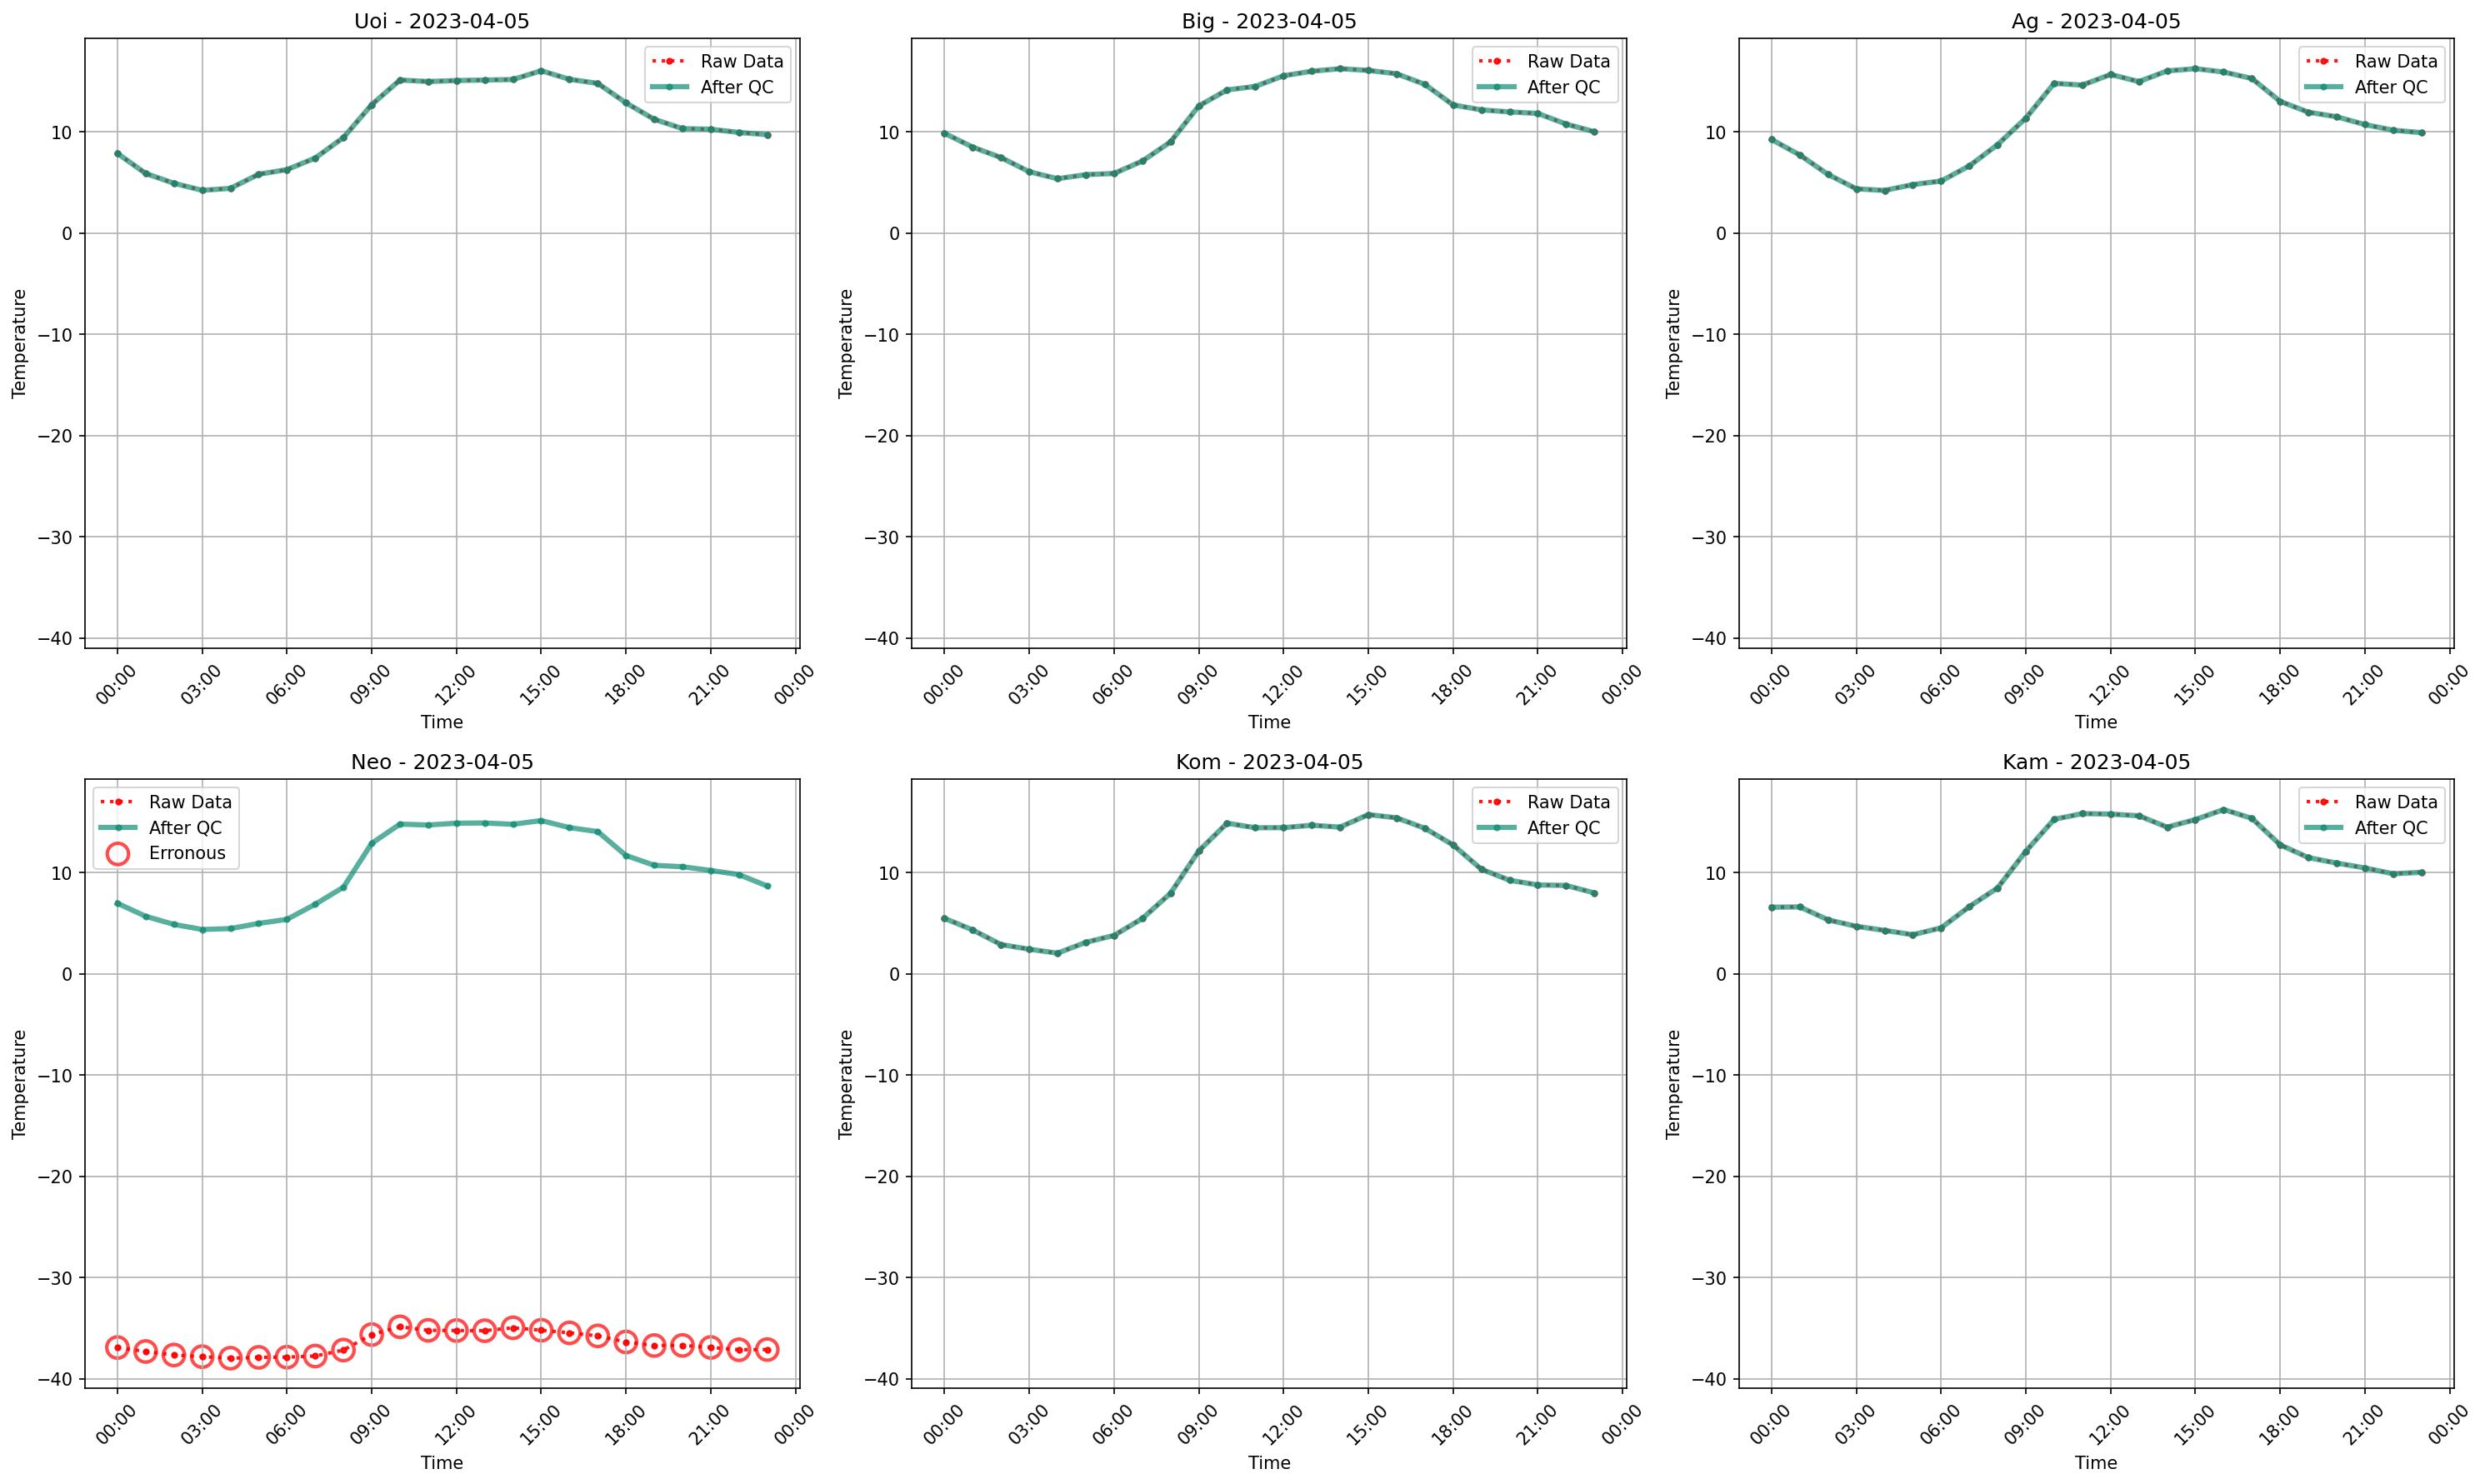 Uoi - 2023-04-05
Raw Data
After QC
Temperature
10
0
−10
−20
−30
−40
00:00
03:00
06:00
09:00
12:00
15:00
18:00
21:00
00:00
Time
Big - 2023-04-05
Raw Data
After QC
Temperature
10
0
−10
−20
−30
−40
00:00
03:00
06:00
09:00
12:00
15:00
18:00
21:00
00:00
Time
Ag - 2023-04-05
Raw Data
After QC
Temperature
10
0
−10
−20
−30
−40
00:00
03:00
06:00
09:00
12:00
15:00
18:00
21:00
00:00
Time
Neo - 2023-04-05
Raw Data
After QC
Erronous
Temperature
10
0
−10
−20
−30
−40
00:00
03:00
06:00
09:00
12:00
15:00
18:00
21:00
00:00
Time
Kom - 2023-04-05
Raw Data
After QC
Temperature
10
0
−10
−20
−30
−40
00:00
03:00
06:00
09:00
12:00
15:00
18:00
21:00
00:00
Time
Kam - 2023-04-05
Raw Data
After QC
Temperature
10
0
−10
−20
−30
−40
00:00
03:00
06:00
09:00
12:00
15:00
18:00
21:00
00:00
Time